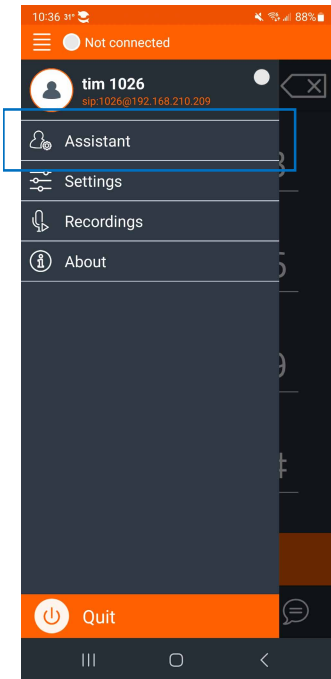 10:36 31° 88%
Not connected
tim 1026
sip:1026@192.168.210.209
Assistant
Settings
Recordings
About
Quit